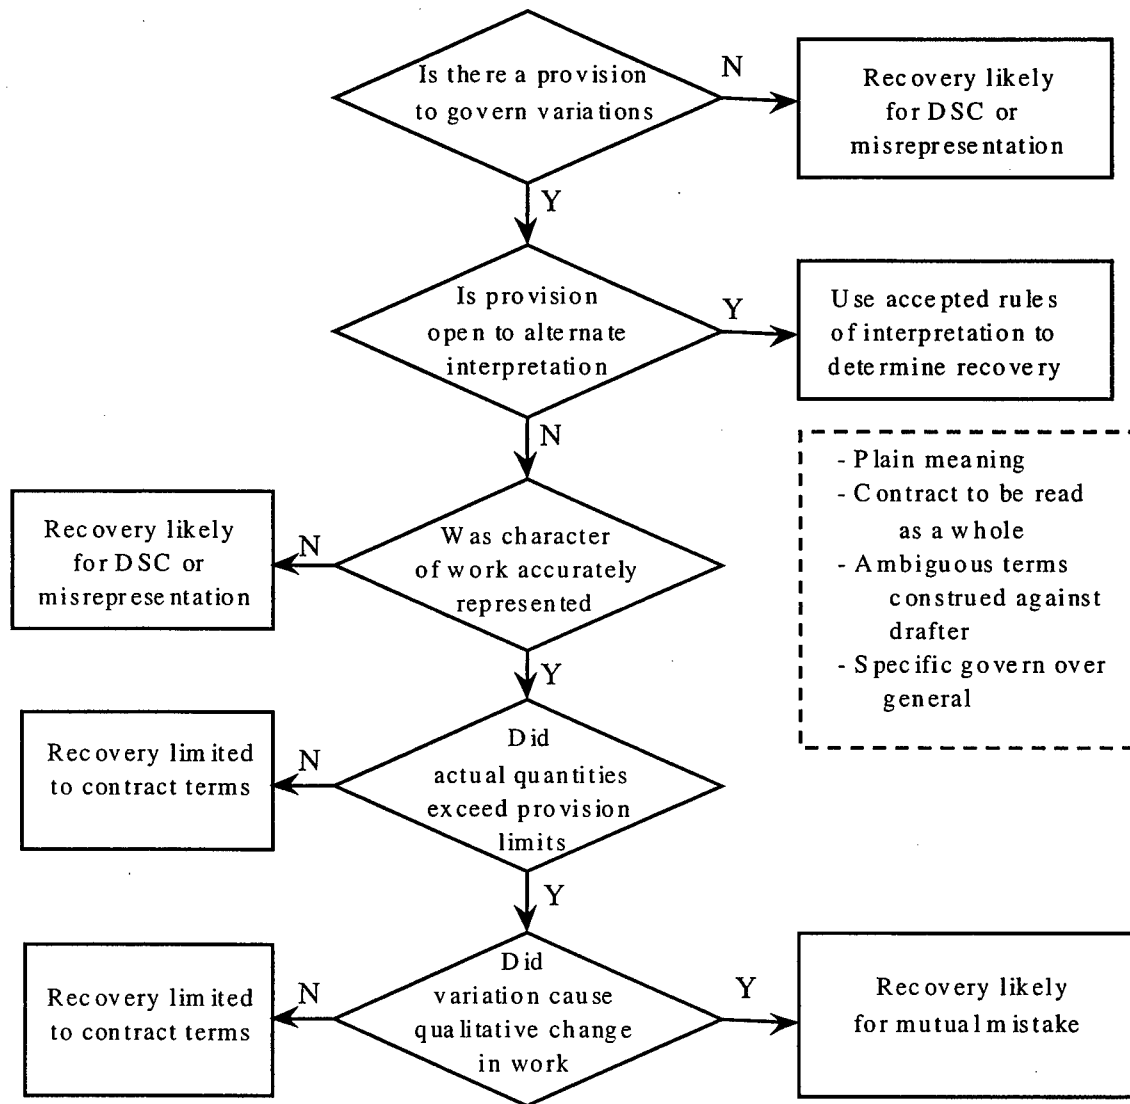 Is there a provision
to govern variations
N
Recovery likely
for DSC or
misrepresentation
Y
Is provision
open to alternate
interpretation
Y
Use accepted rules
of interpretation to
determine recovery
N
- Plain meaning
- Contract to be read
as a whole
- Ambiguous terms
construed against
drafter
- Specific govern over
general
Recovery likely
for DSC or
misrepresentation
N
Was character
of work accurately
represented
Y
Recovery limited
to contract terms
N
Did
actual quantities
exceed provision
limits
Y
Recovery limited
to contract terms
N
Did
variation cause
qualitative change
in work
Y
Recovery likely
for mutual mistake